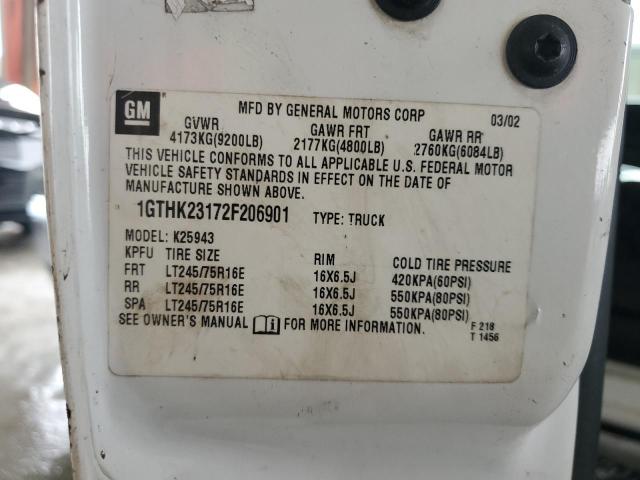 GM
MFD BY GENERAL MOTORS CORP 03/02
GVWR GAWR FRT GAWR RR
4173KG(9200LB) 2177KG(4800LB) 2760KG(6084LB)
THIS VEHICLE CONFORMS TO ALL APPLICABLE U.S. FEDERAL MOTOR
VEHICLE SAFETY STANDARDS IN EFFECT ON THE DATE OF
MANUFACTURE SHOWN ABOVE.
1GTHK23172F206901 TYPE: TRUCK
MODEL: K25943
KPFU TIRE SIZE RIM COLD TIRE PRESSURE
FRT LT245/75R16E 16X6.5J 420KPA(60PSI)
RR LT245/75R16E 16X6.5J 550KPA(80PSI)
SPA LT245/75R16E 16X6.5J 550KPA(80PSI)
SEE OWNER'S MANUAL FOR MORE INFORMATION.
F 218
T 1456